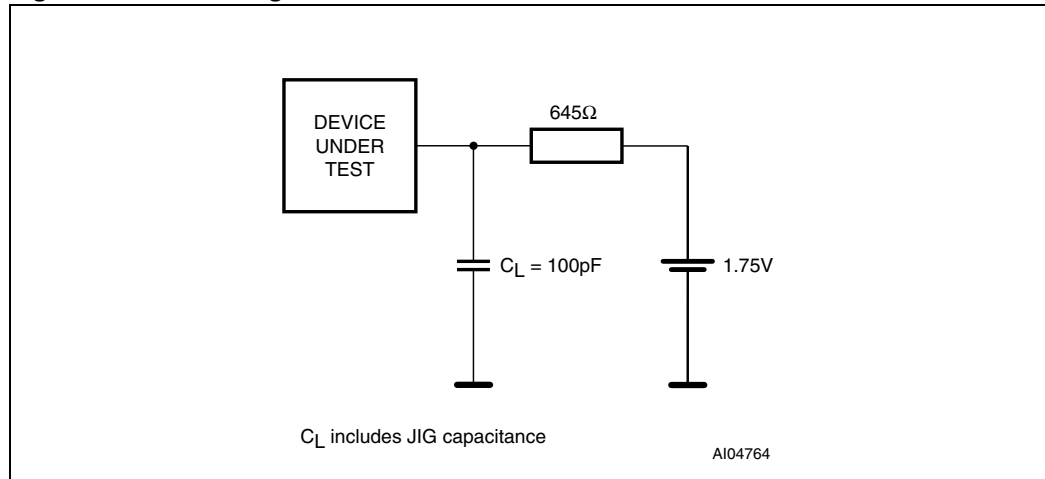 DEVICE
UNDER
TEST
645Ω
CL = 100pF
1.75V
CL includes JIG capacitance
AI04764